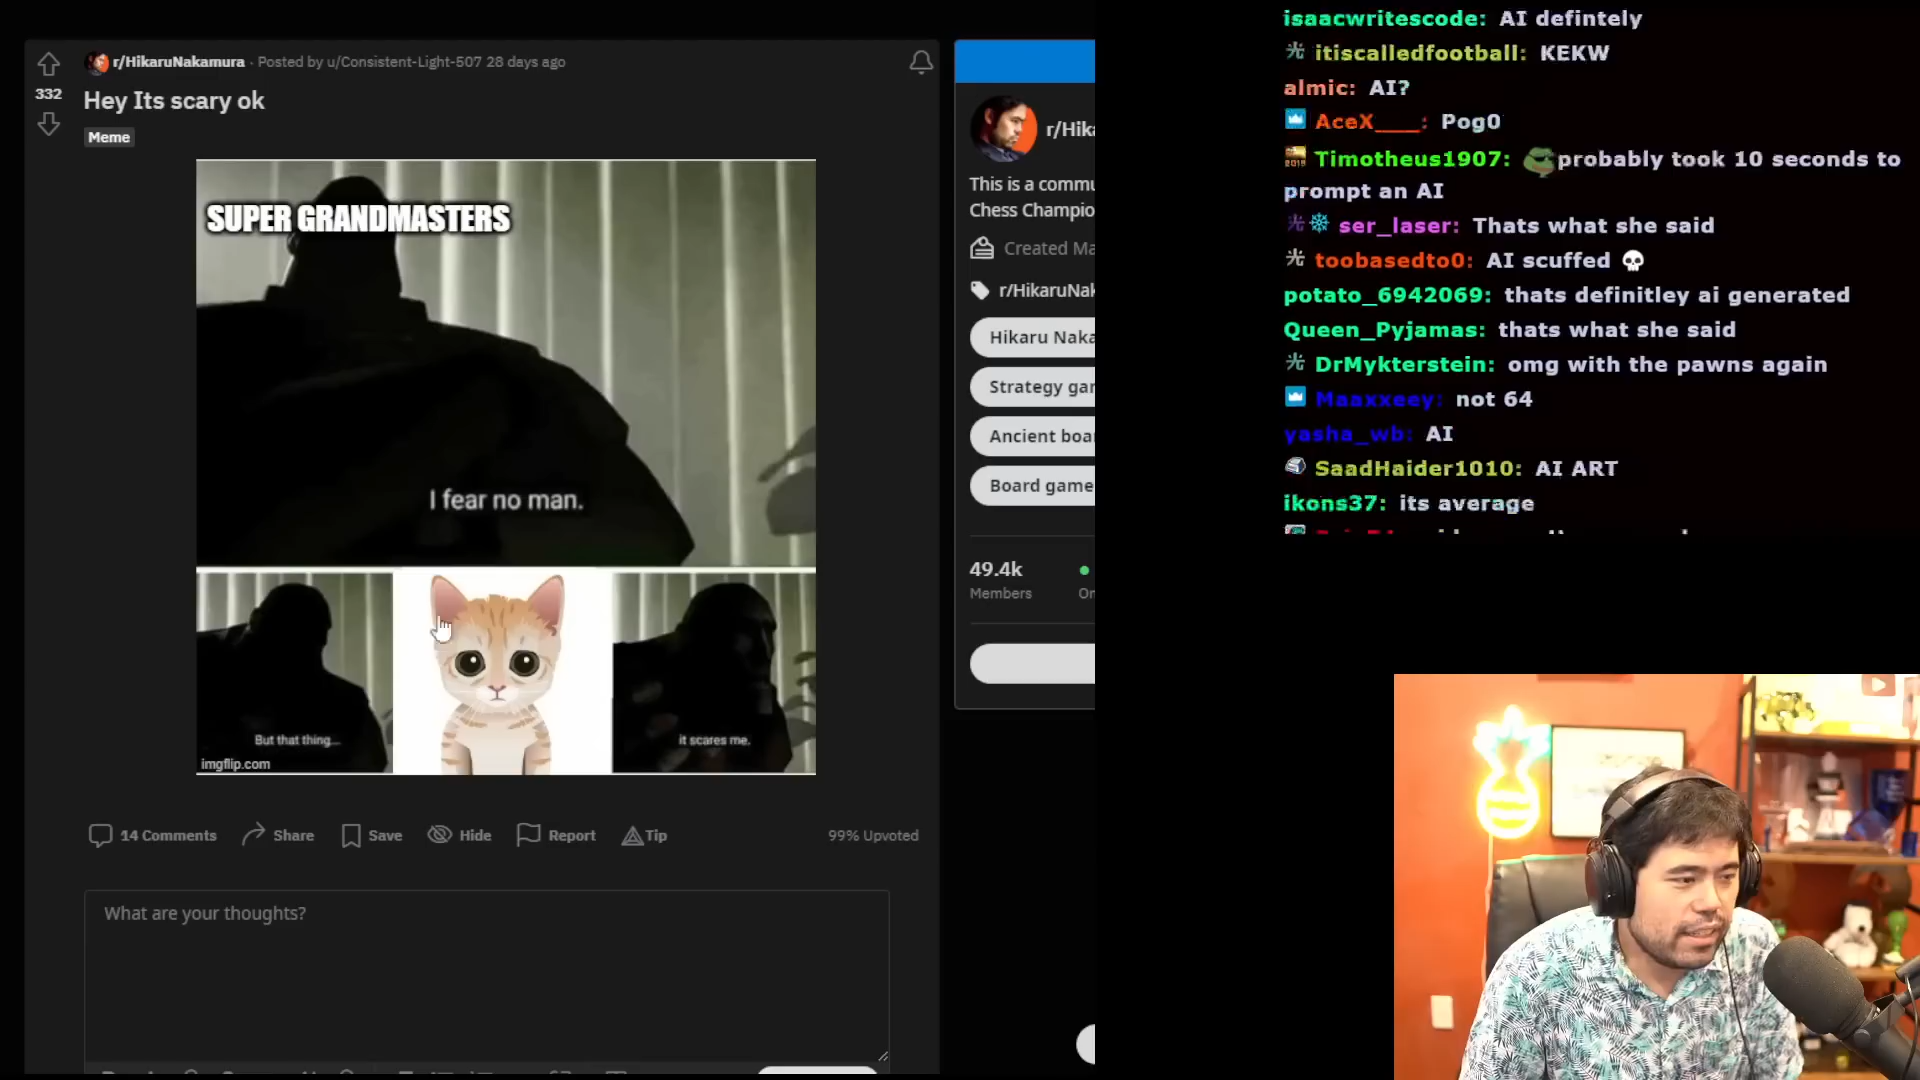 r/HikaruNakamura · Posted by u/Consistent-Light-507 28 days ago
332
Hey Its scary ok
Meme
SUPER GRANDMASTERS
I fear no man.
But that thing...
it scares me.
imgflip.com
14 Comments
Share
Save
Hide
Report
Tip
99% Upvoted
What are your thoughts?
r/Hik
This is a commu
Chess Champio
Created Ma
r/HikaruNak
Hikaru Naka
Strategy gar
Ancient boa
Board game
49.4k
Members
On
isaacwritescode: AI defintely
itiscalledfootball: KEKW
almic: AI?
AceX___: Pog0
Timotheus1907: probably took 10 seconds to
prompt an AI
ser_laser: Thats what she said
toobasedto0: AI scuffed
potato_6942069: thats definitley ai generated
Queen_Pyjamas: thats what she said
DrMykterstein: omg with the pawns again
Maaxxeey: not 64
yasha_wb: AI
SaadHaider1010: AI ART
ikons37: its average